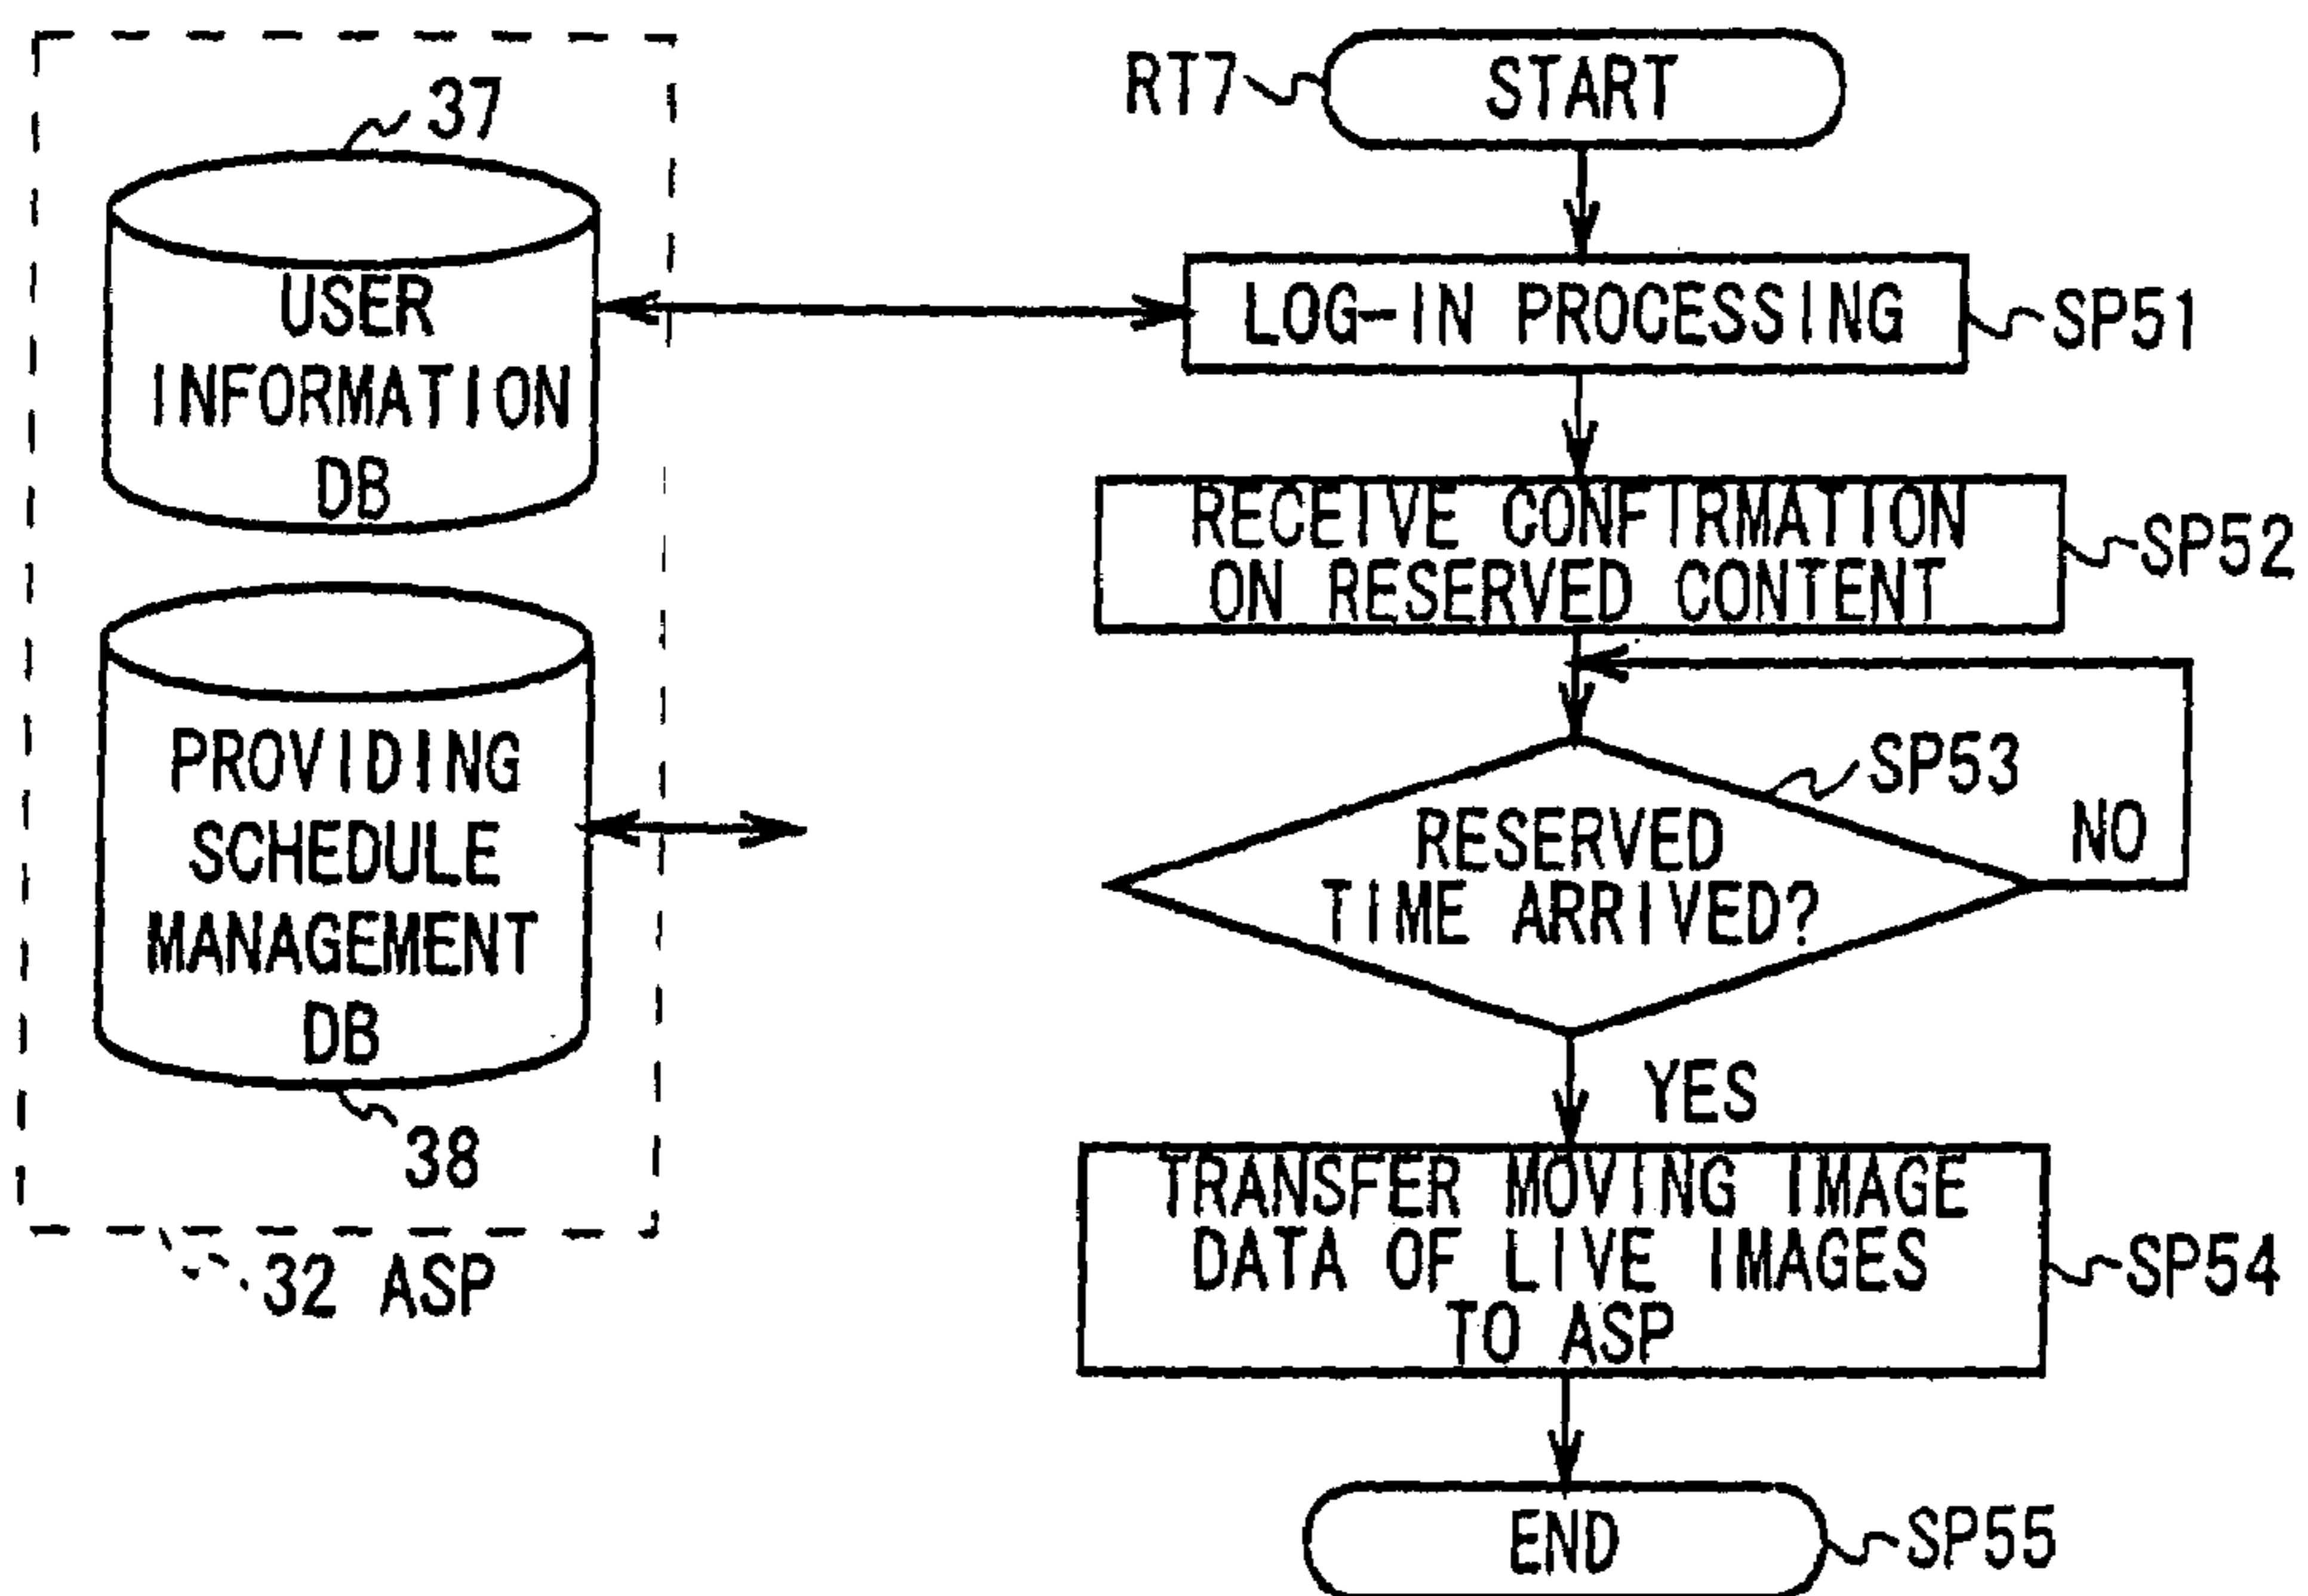 37
USER
INFORMATION
DB
PROVIDING
SCHEDULE
MANAGEMENT
DB
38
32 ASP
RT7
START
LOG-IN PROCESSING
SP51
RECEIVE CONFIRMATION
ON RESERVED CONTENT
SP52
SP53
RESERVED
TIME ARRIVED?
NO
YES
TRANSFER MOVING IMAGE
DATA OF LIVE IMAGES
TO ASP
SP54
END
SP55